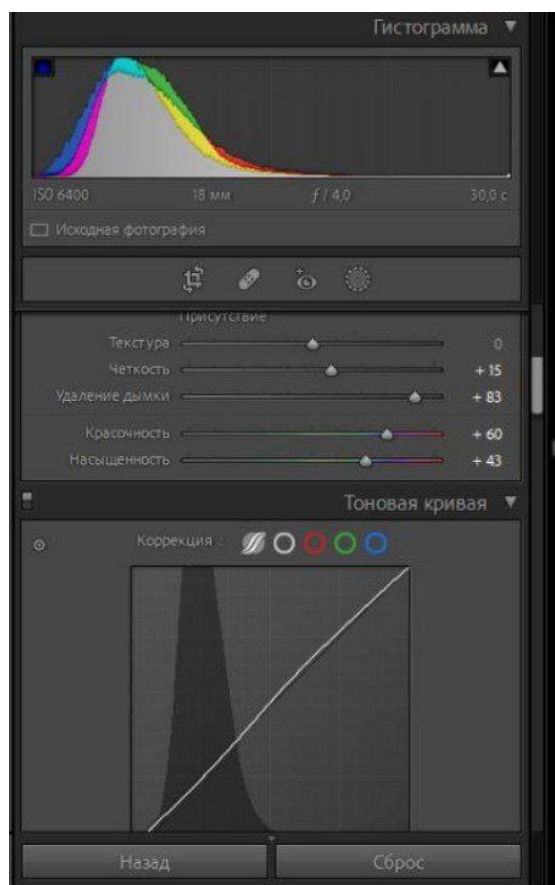 Гистограмма
ISO 6400 18 мм f / 4,0 30,0 с
Исходная фотография
Присутствие
Текстура 0
Четкость + 15
Удаление дымки + 83
Красочность + 60
Насыщенность + 43
Тоновая кривая
Коррекция :
Назад Сброс